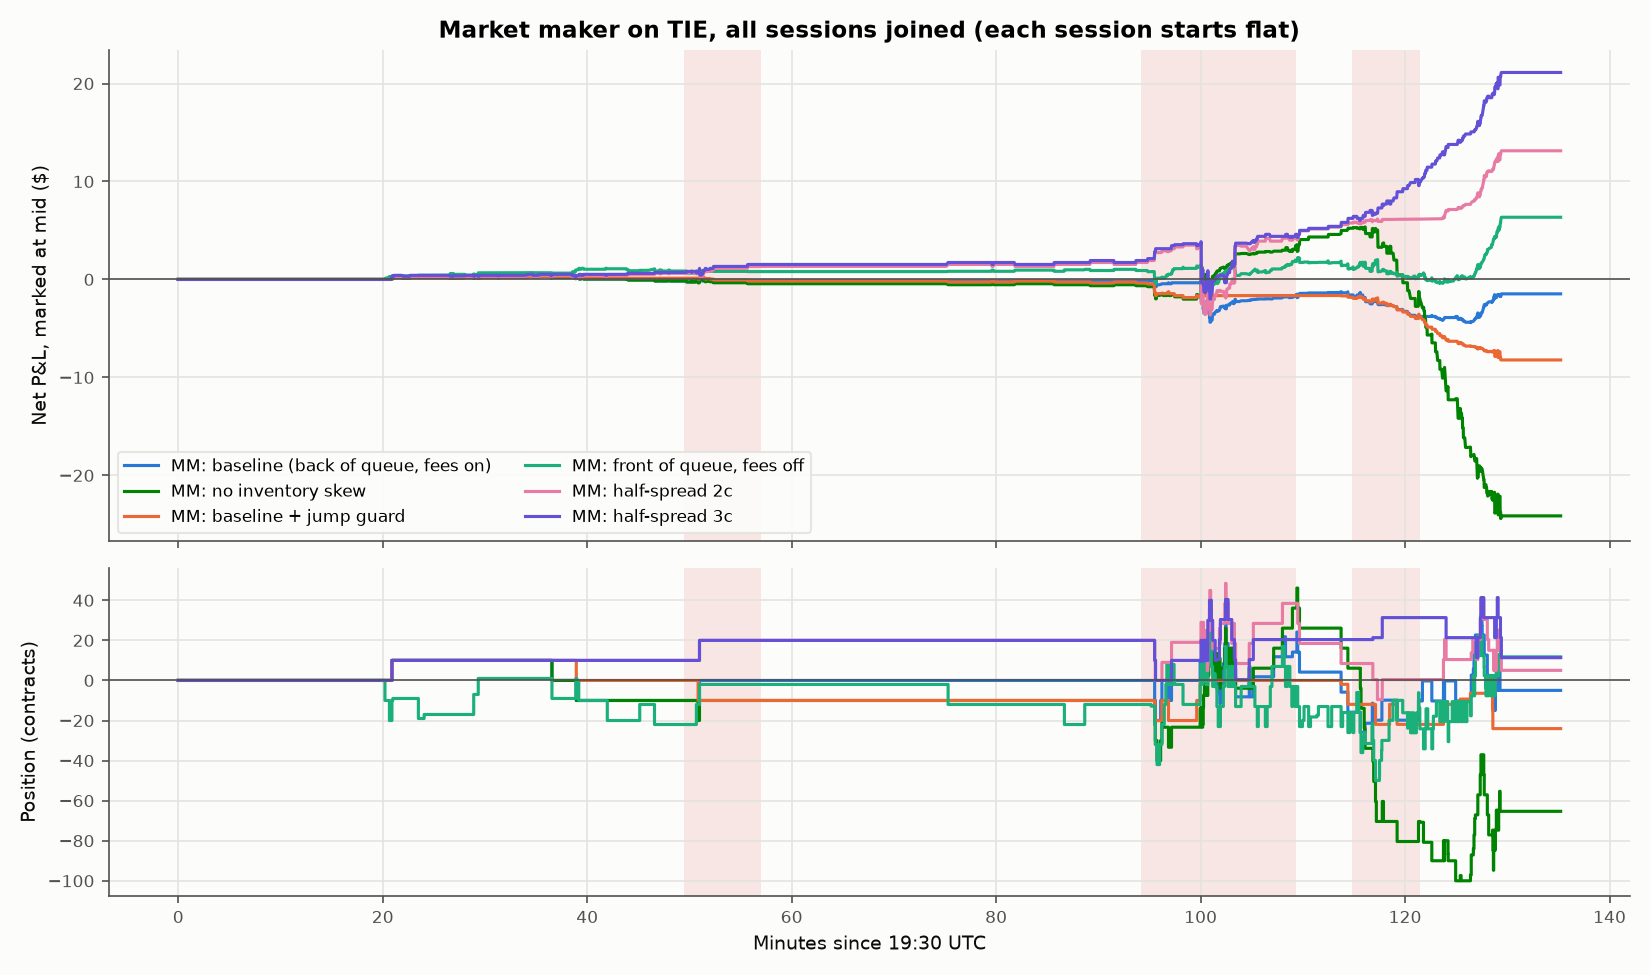 Market maker on TIE, all sessions joined (each session starts flat)
Net P&L, marked at mid ($)
20
10
0
−10
−20
MM: baseline (back of queue, fees on)
MM: no inventory skew
MM: baseline + jump guard
MM: front of queue, fees off
MM: half-spread 2c
MM: half-spread 3c
Position (contracts)
40
20
0
−20
−40
−60
−80
−100
0 20 40 60 80 100 120 140
Minutes since 19:30 UTC